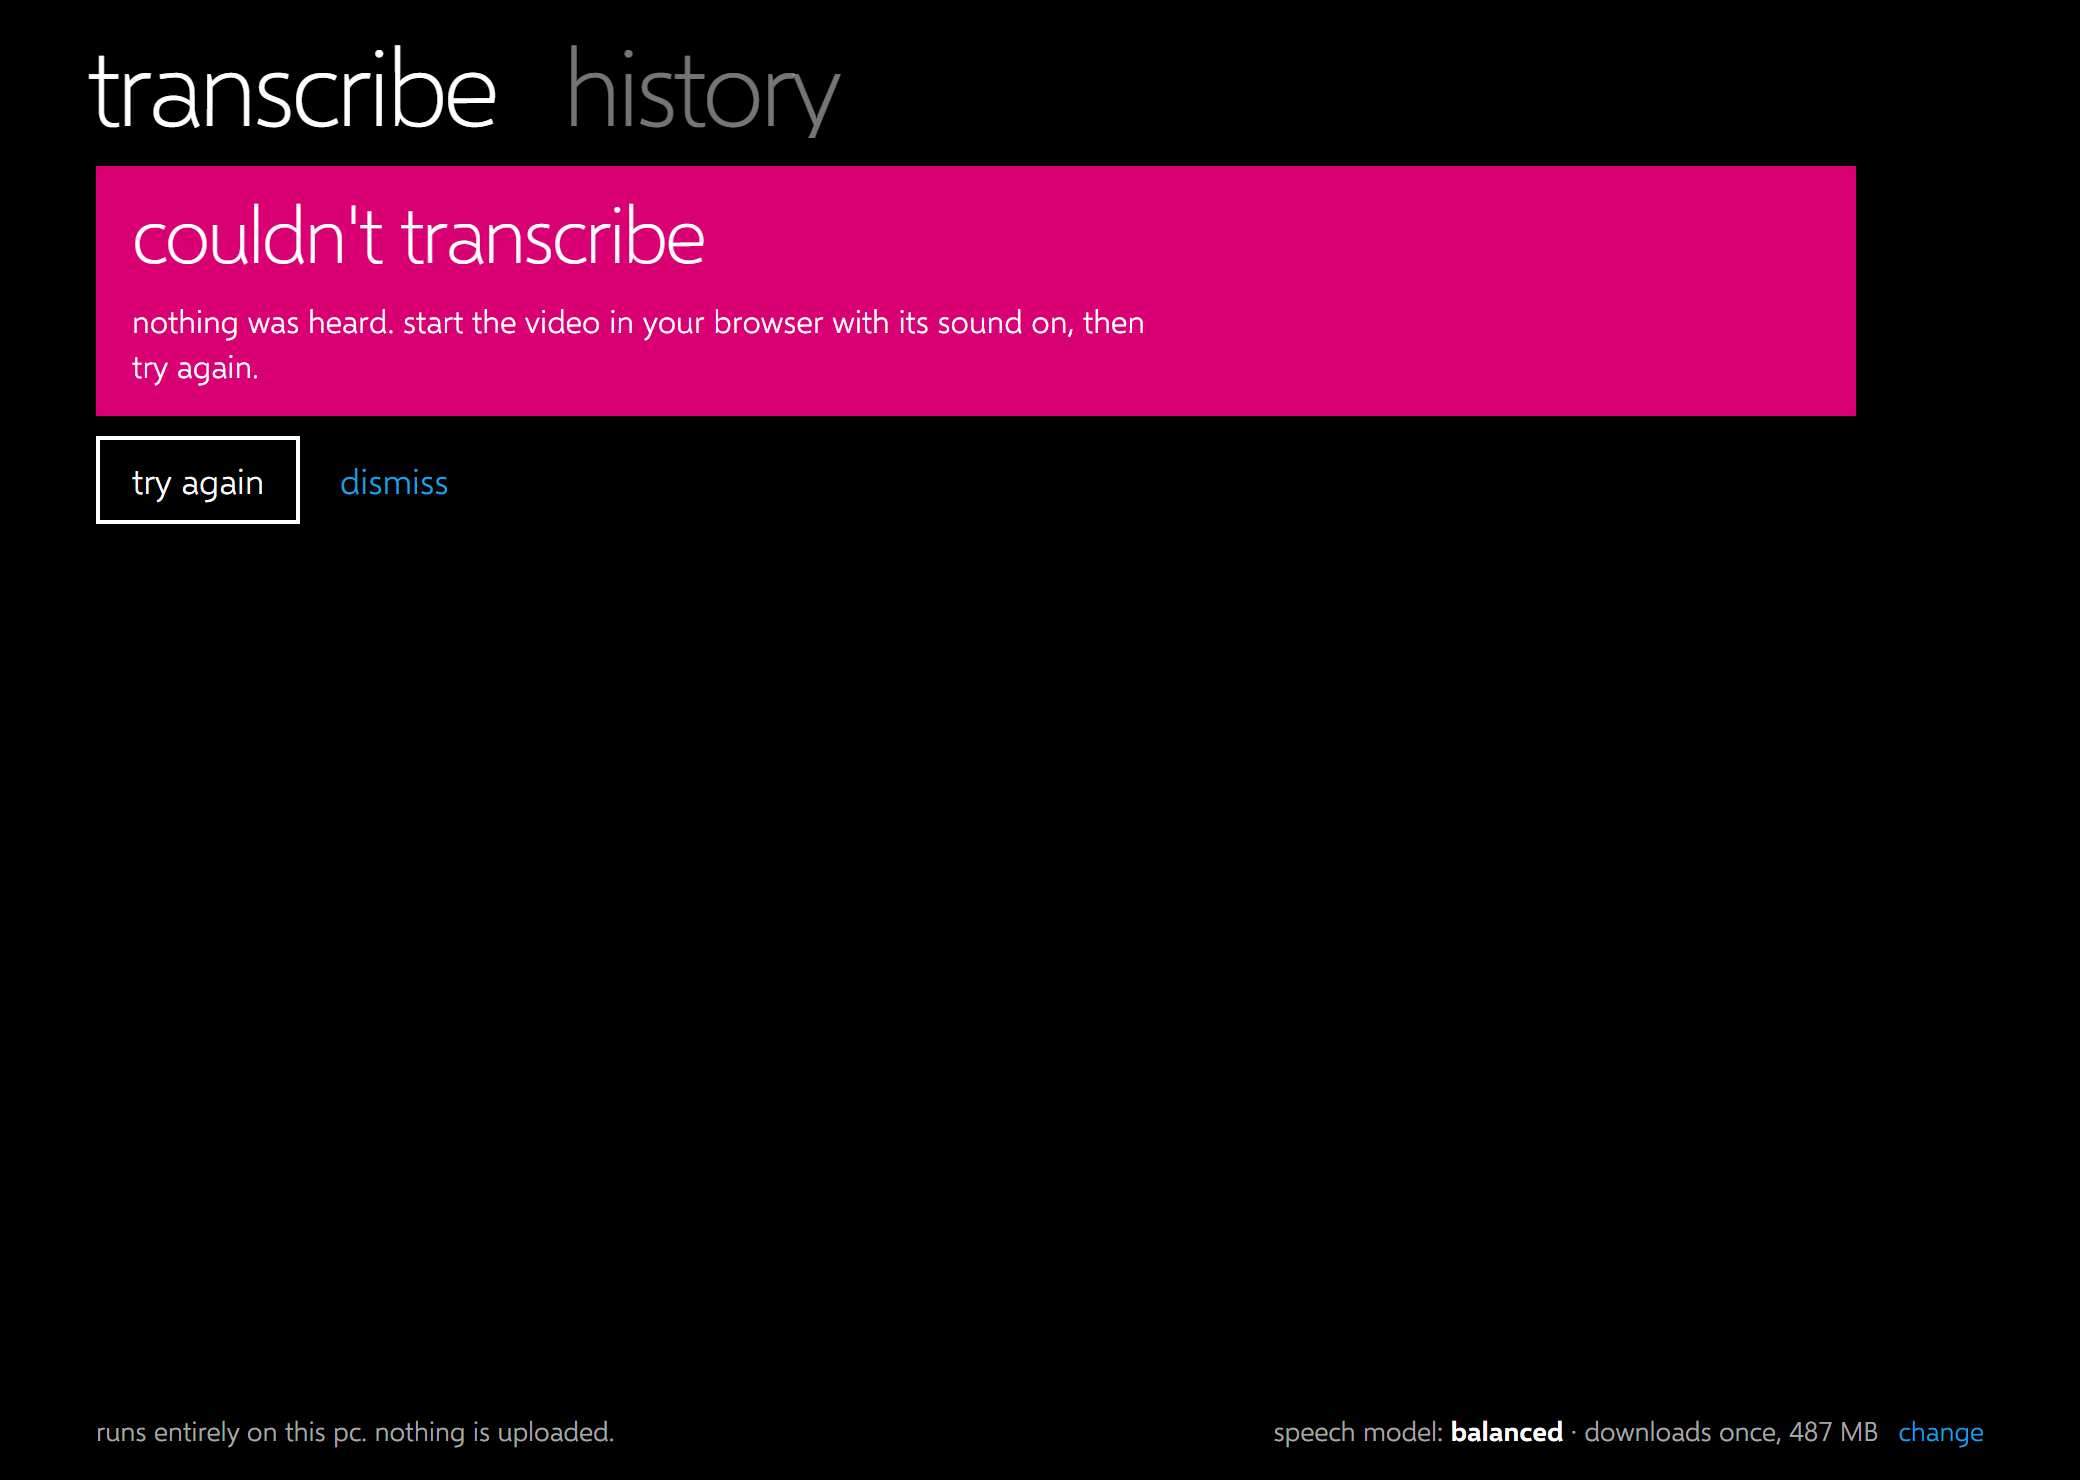 transcribe history
couldn't transcribe
nothing was heard. start the video in your browser with its sound on, then
try again.
try again dismiss
runs entirely on this pc. nothing is uploaded. speech model: balanced · downloads once, 487 MB change